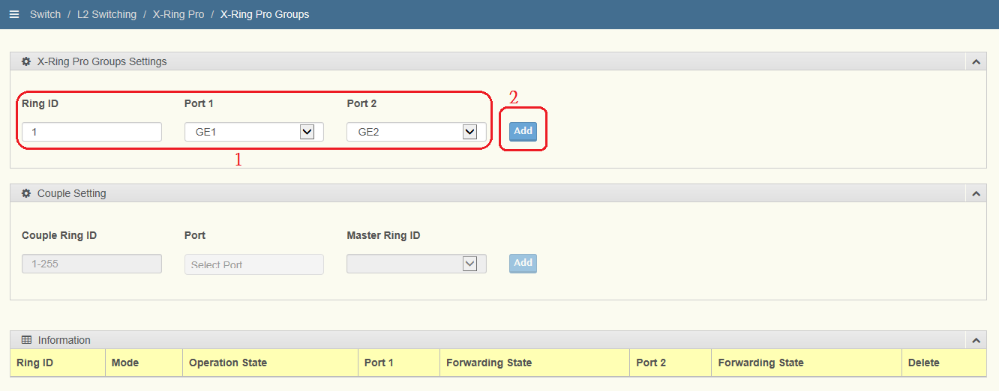 Switch / L2 Switching / X-Ring Pro / X-Ring Pro Groups
X-Ring Pro Groups Settings
Ring ID Port 1 Port 2 2
1 GE1 GE2 Add
1
Couple Setting
Couple Ring ID Port Master Ring ID
1-255 Select Port Add
Information
Ring ID Mode Operation State Port 1 Forwarding State Port 2 Forwarding State Delete